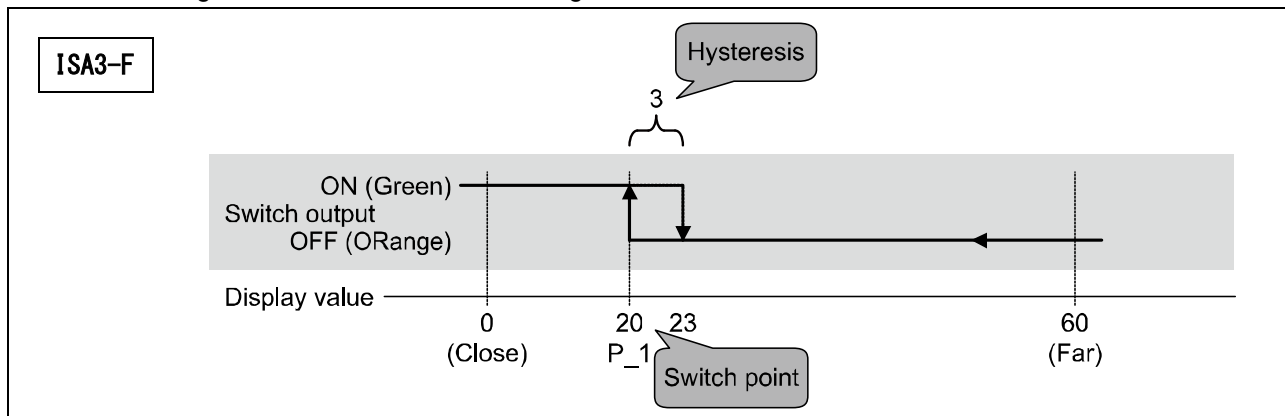 ISA3-F
Hysteresis
3
ON (Green)
Switch output
OFF (ORange)
Display value
0 20 23 60
(Close) P_1 (Far)
Switch point